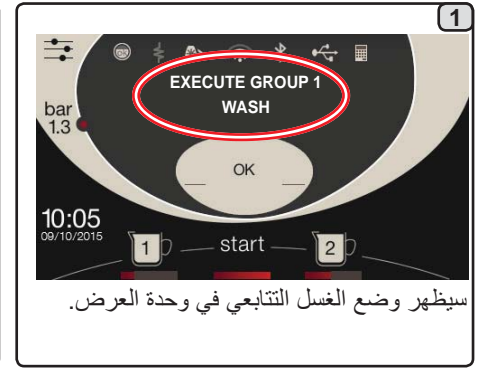 1
EXECUTE GROUP 1
WASH
bar
1.3
OK
10:05
09/10/2015
1
start
2
سيظهر وضع الغسل التتابعي في وحدة العرض.